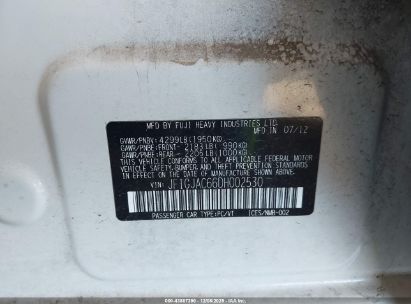 MFD BY FUJI HEAVY INDUSTRIES LTD.
MFD IN 07/12
GVWR/PNBV: 4299LB(1950KG)
GAWR/PNBE: FRONT- 2183LB( 990KG)
GAWR/PNBE: REAR - 2205LB(1000KG)
THIS VEHICLE CONFORMS TO ALL APPLICABLE FEDERAL MOTOR
VEHICLE SAFETY, BUMPER, AND THEFT PREVENTION STANDARDS
IN EFFECT ON THE DATE OF MANUFACTURE SHOWN ABOVE.
VIN: JF1GJAC66DH002530
PASSENGER CAR TYPE:PC/VT ICES/NMB-002